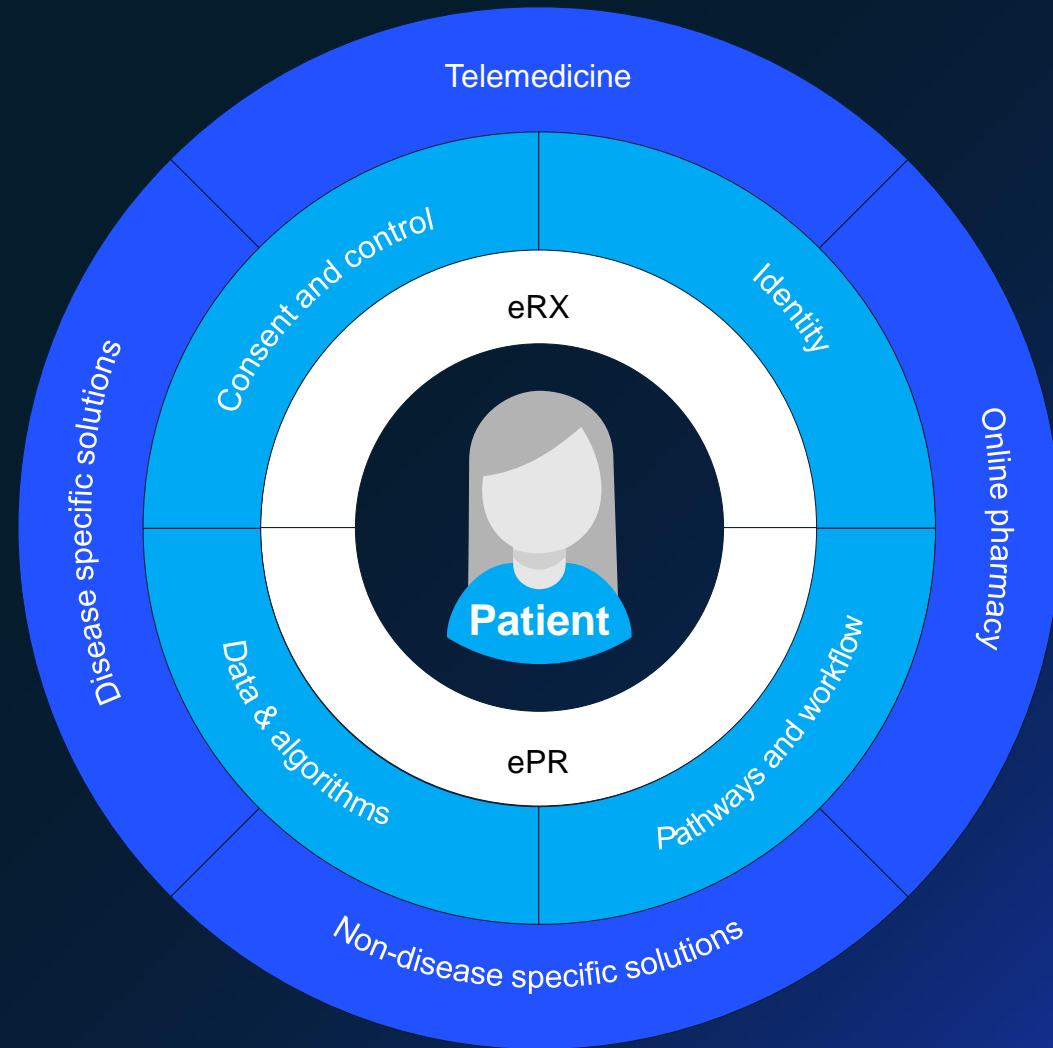 Telemedicine
Consent and control
Identity
eRX
Disease specific solutions
Online pharmacy
Patient
Data & algorithms
Pathways and workflow
ePR
Non-disease specific solutions